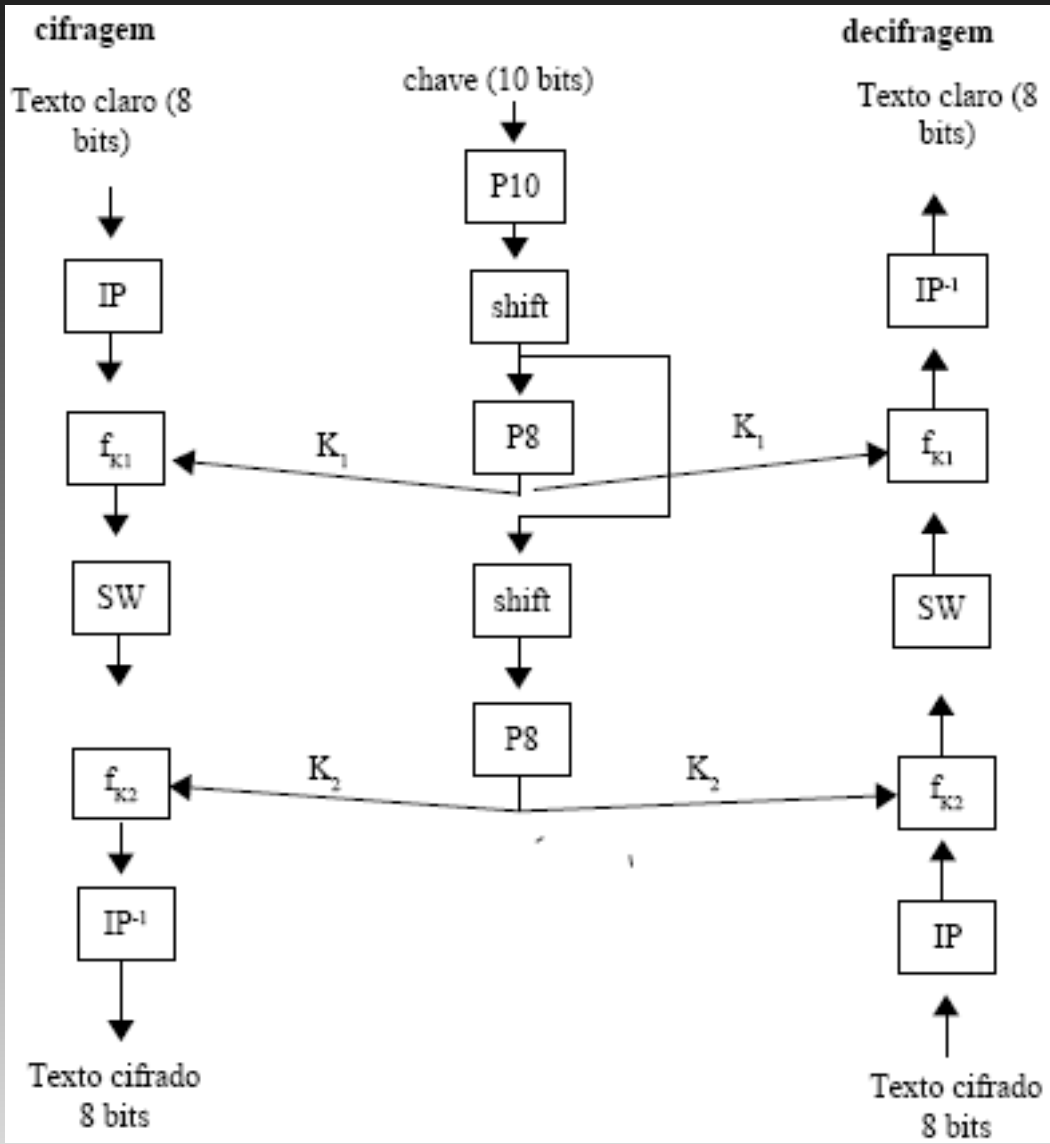 cifragem
Texto claro (8
bits)
IP
fK1
SW
fK2
IP-1
Texto cifrado
8 bits
chave (10 bits)
P10
shift
P8
K1
K1
shift
P8
K2
K2
decifragem
Texto claro (8
bits)
IP-1
fK1
SW
fK2
IP
Texto cifrado
8 bits